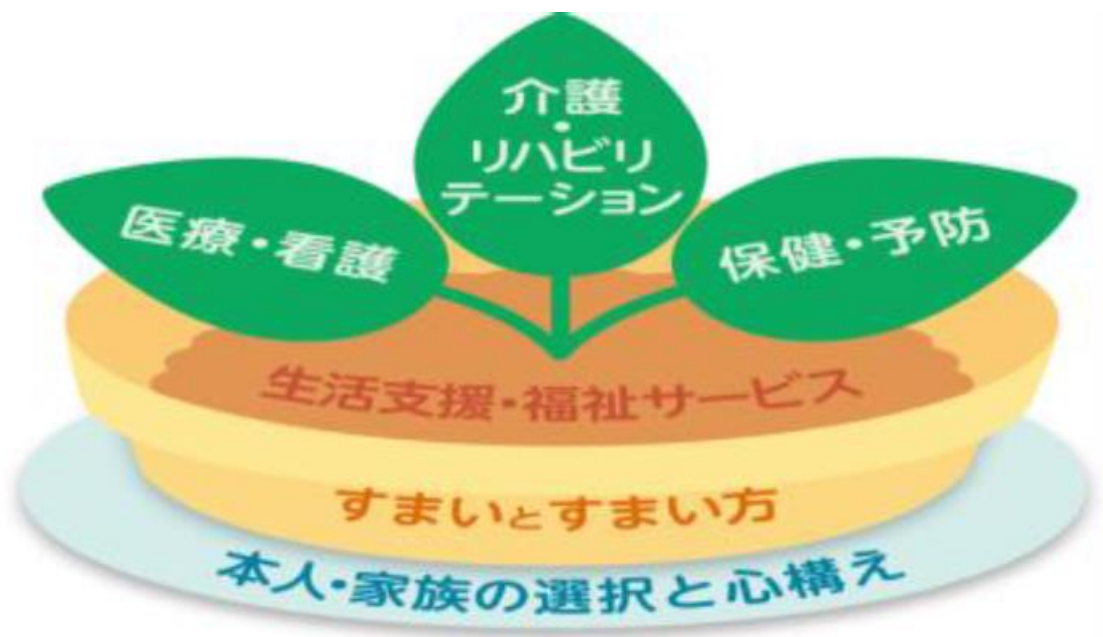 介護
・
リハビリ
テーション
医療・看護
保健・予防
生活支援・福祉サービス
すまいとすまい方
本人・家族の選択と心構え